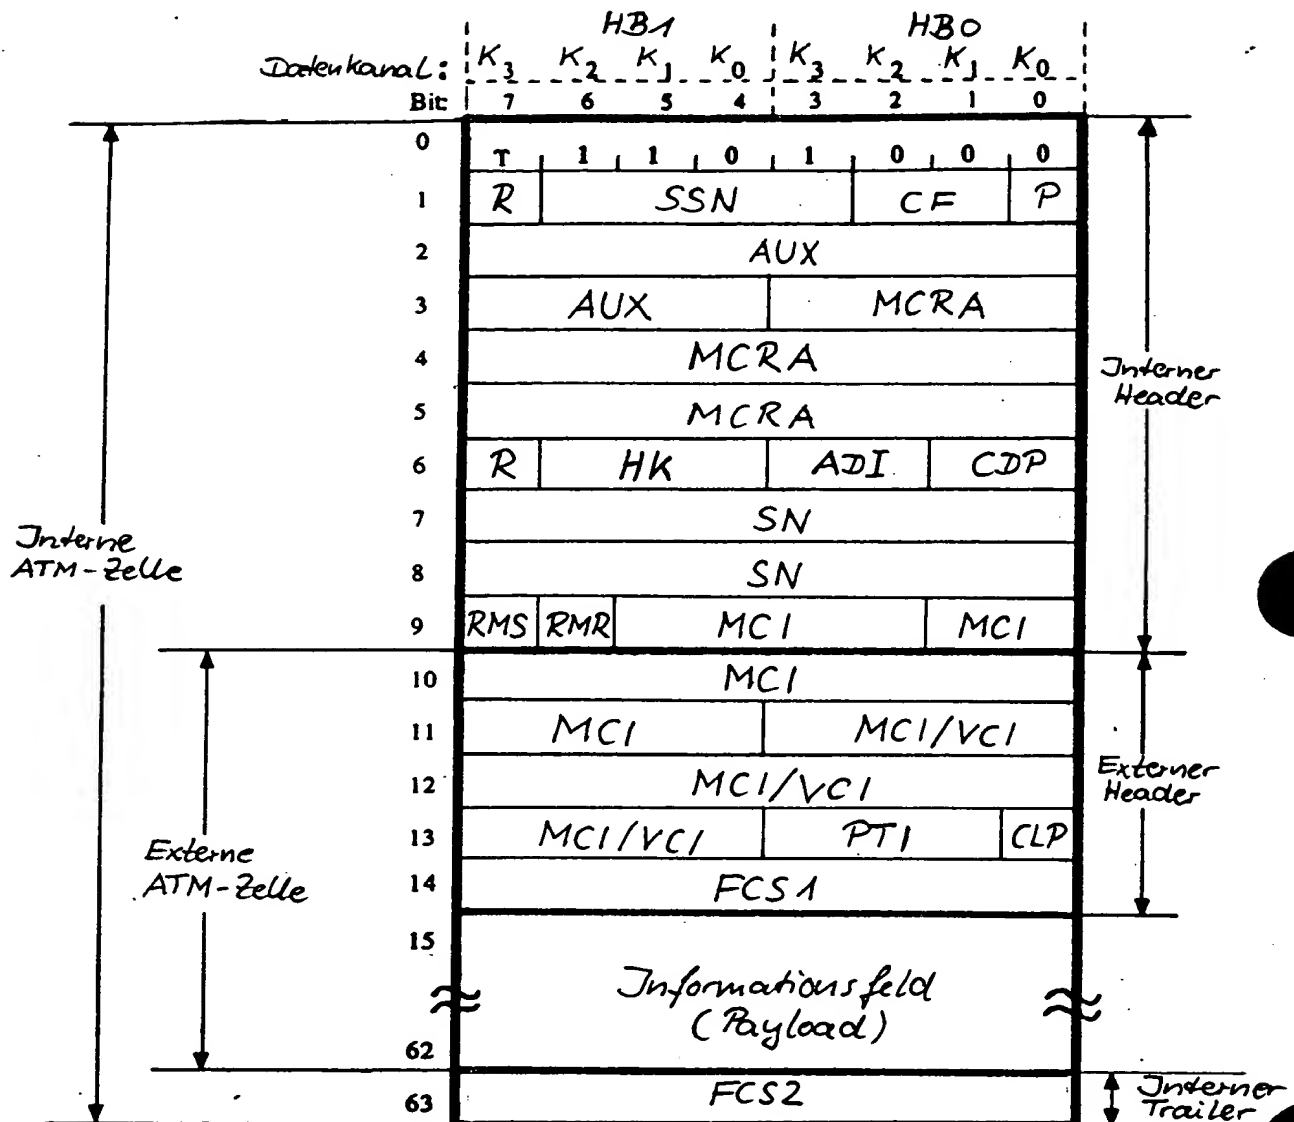 HB1 HB0
Datenkanal: K3 K2 K1 K0 K3 K2 K1 K0
Bit: 7 6 5 4 3 2 1 0
0 T 1 1 0 1 0 0 0
1 R SSN CF P
2 AUX
3 AUX MCRA
4 MCRA
Interner
Header
5 MCRA
6 R HK ADI CDP
7 SN
Interne
ATM-Zelle
8 SN
9 RMS RMR MCI MCI
10 MCI
11 MCI MCI/VCI
Externer
Header
12 MCI/VCI
13 MCI/VCI PTI CLP
Externe
ATM-Zelle
14 FCS1
15
Informationsfeld
(Payload)
62
63 FCS2
Interner
Trailer